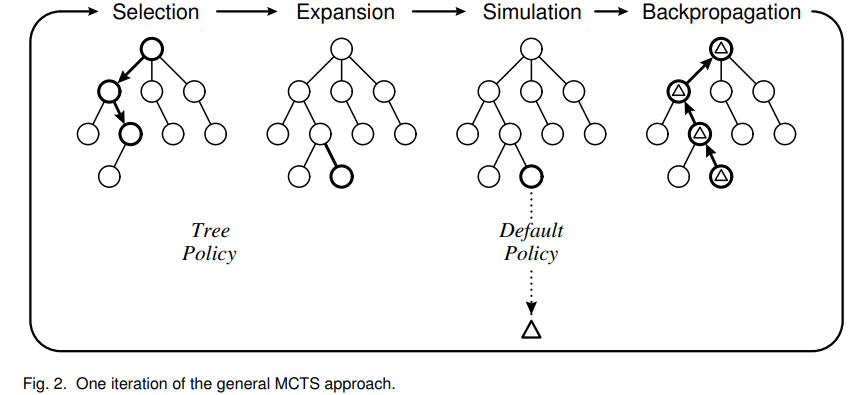 Selection
Expansion
Simulation
Backpropagation
Tree
Policy
Default
Policy
Fig. 2. One iteration of the general MCTS approach.